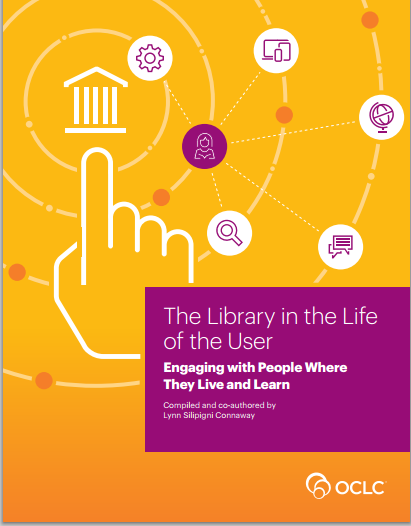 The Library in the Life
of the User
Engaging with People Where
They Live and Learn
Compiled and co-authored by
Lynn Silipigni Connaway
OCLC